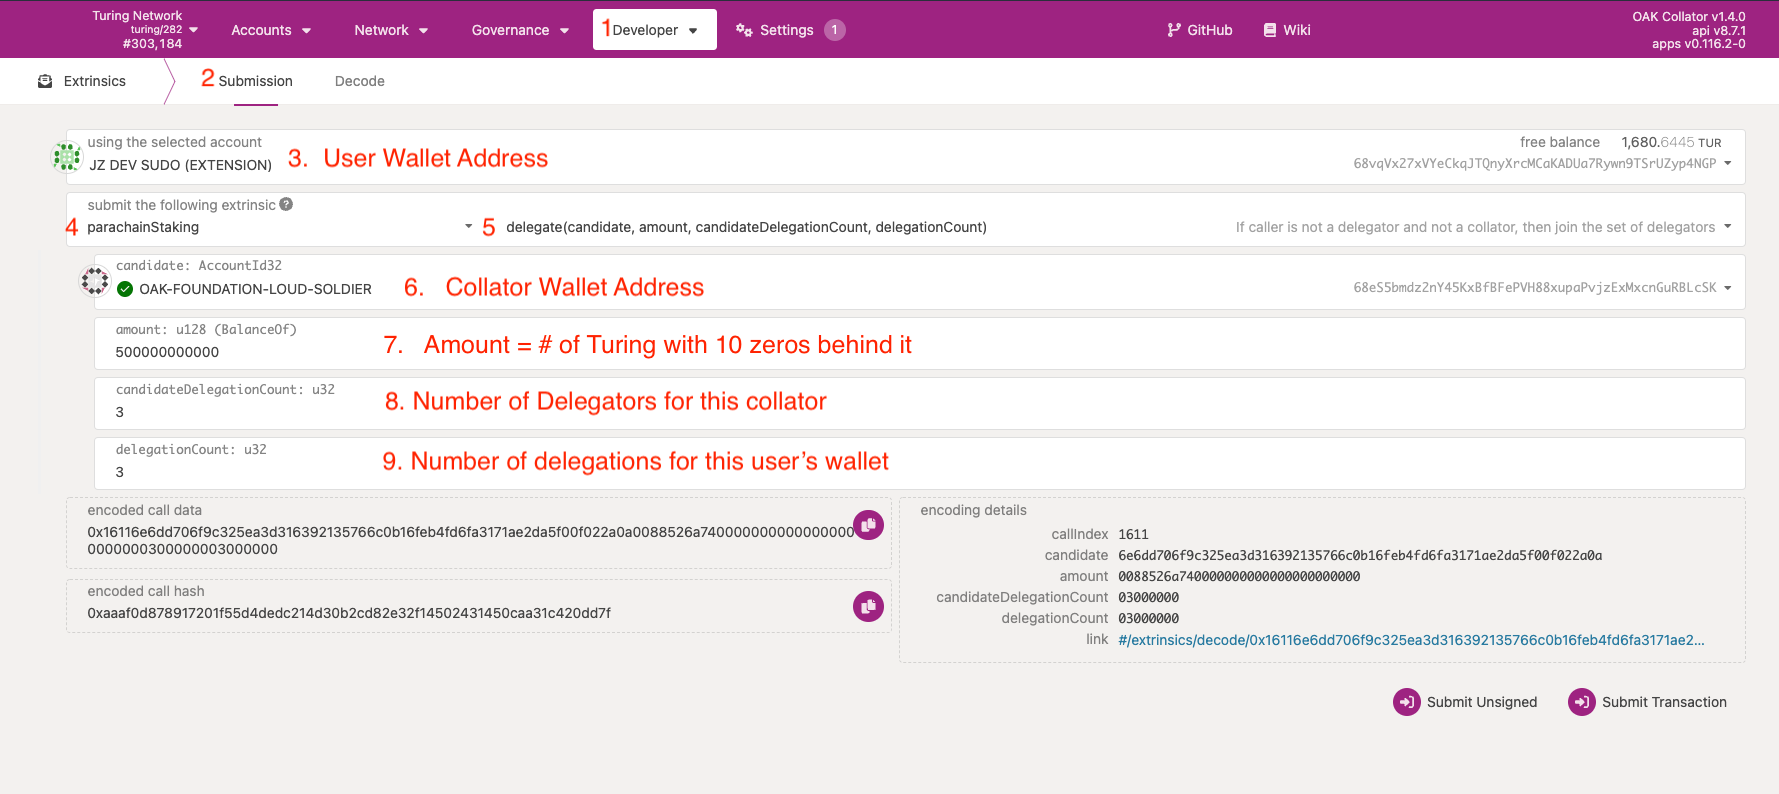 Turing Network
turing/282
#303,184
Accounts
Network
Governance
1 Developer
Settings 1
GitHub
Wiki
OAK Collator v1.4.0
api v8.7.1
apps v0.116.2-0
Extrinsics
2 Submission
Decode
using the selected account
JZ DEV SUDO (EXTENSION)
3. User Wallet Address
free balance 1,680.6445 TUR
68vqVx27xVYeCkqJTQnyXrcMCaKADUa7Rywn9TSrUZyp4NGP
submit the following extrinsic ?
4 parachainStaking
5 delegate(candidate, amount, candidateDelegationCount, delegationCount)
If caller is not a delegator and not a collator, then join the set of delegators
candidate: AccountId32
OAK-FOUNDATION-LOUD-SOLDIER
6. Collator Wallet Address
68eS5bmdz2nY45KxBfBFePVH88xupaPvjzExMxcnGuRBLcSK
amount: u128 (BalanceOf)
500000000000
7. Amount = # of Turing with 10 zeros behind it
candidateDelegationCount: u32
3
8. Number of Delegators for this collator
delegationCount: u32
3
9. Number of delegations for this user's wallet
encoded call data
0x16116e6dd706f9c325ea3d316392135766c0b16feb4fd6fa3171ae2da5f00f022a0a0088526a740000000000000000
0000000300000003000000
encoded call hash
0xaaaf0d878917201f55d4dedc214d30b2cd82e32f14502431450caa31c420dd7f
encoding details
callIndex 1611
candidate 6e6dd706f9c325ea3d316392135766c0b16feb4fd6fa3171ae2da5f00f022a0a
amount 0088526a740000000000000000000000
candidateDelegationCount 03000000
delegationCount 03000000
link #/extrinsics/decode/0x16116e6dd706f9c325ea3d316392135766c0b16feb4fd6fa3171ae2...
Submit Unsigned
Submit Transaction